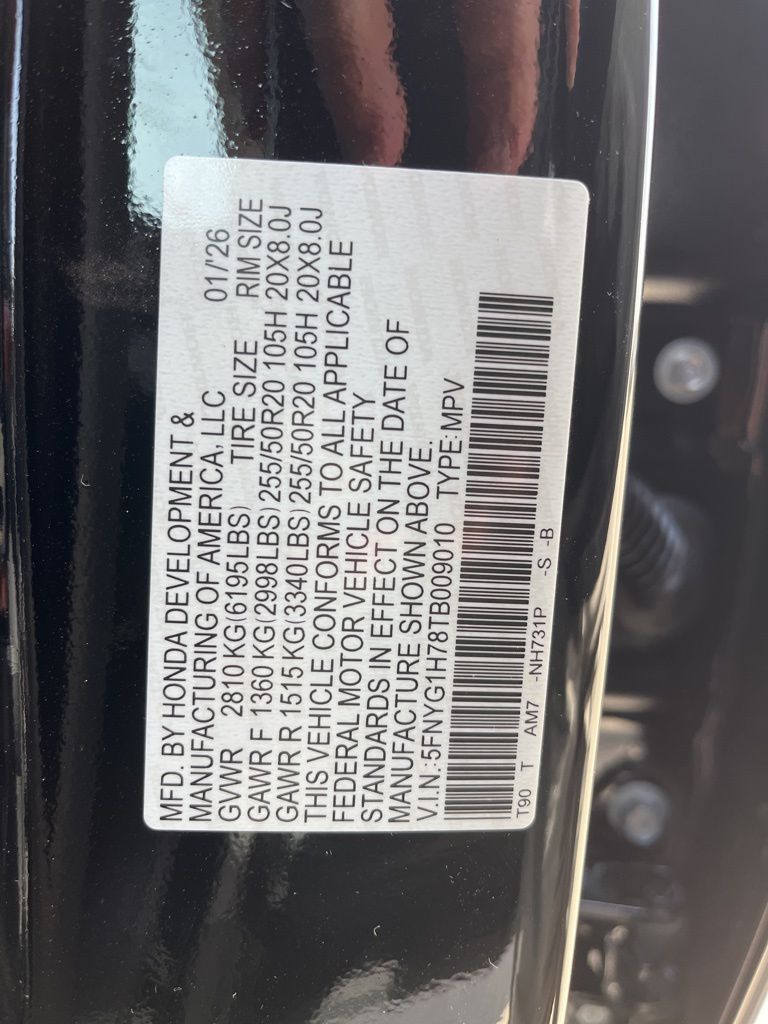 MFD. BY HONDA DEVELOPMENT &
MANUFACTURING OF AMERICA, LLC 01/'26
GVWR 2810 KG(6195LBS) TIRE SIZE RIM SIZE
GAWR F 1360 KG(2998LBS)255/50R20 105H 20X8.0J
GAWR R 1515 KG(3340LBS)255/50R20 105H 20X8.0J
THIS VEHICLE CONFORMS TO ALL APPLICABLE
FEDERAL MOTOR VEHICLE SAFETY
STANDARDS IN EFFECT ON THE DATE OF
MANUFACTURE SHOWN ABOVE.
V.I.N.:5FNYG1H78TB009010 TYPE:MPV
T90 T AM7 -NH731P -S -B